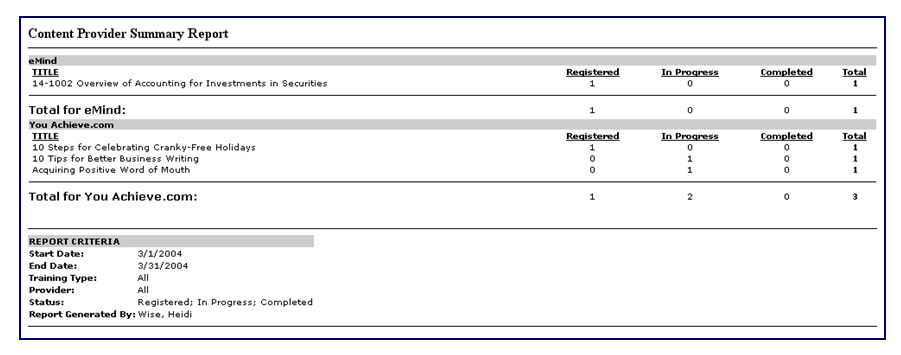 Content Provider Summary Report
eMind
TITLE Registered In Progress Completed Total
14-1002 Overview of Accounting for Investments in Securities 1 0 0 1
Total for eMind: 1 0 0 1
You Achieve.com
TITLE Registered In Progress Completed Total
10 Steps for Celebrating Cranky-Free Holidays 1 0 0 1
10 Tips for Better Business Writing 0 1 0 1
Acquiring Positive Word of Mouth 0 1 0 1
Total for You Achieve.com: 1 2 0 3
REPORT CRITERIA
Start Date: 3/1/2004
End Date: 3/31/2004
Training Type: All
Provider: All
Status: Registered; In Progress; Completed
Report Generated By: Wise, Heidi